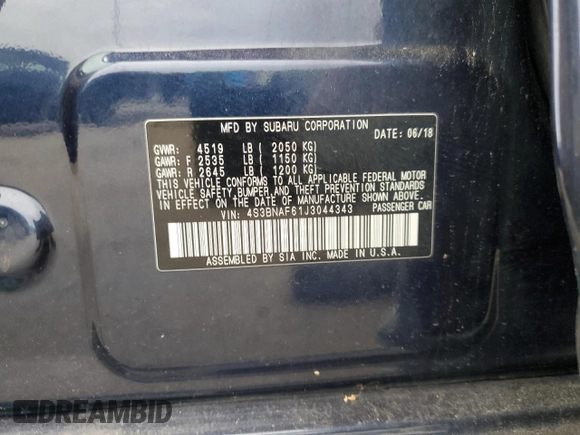 MFD BY SUBARU CORPORATION
DATE: 06/18
GVWR: 4519 LB ( 2050 KG)
GAWR: F 2535 LB ( 1150 KG)
GAWR: R 2645 LB ( 1200 KG)
THIS VEHICLE CONFORMS TO ALL APPLICABLE FEDERAL MOTOR
VEHICLE SAFETY, BUMPER, AND THEFT PREVENTION STANDARDS
IN EFFECT ON THE DATE OF MANUFACTURE SHOWN ABOVE.
VIN: 4S3BNAF61J3044343 PASSENGER CAR
ASSEMBLED BY SIA INC. MADE IN U.S.A.
DREAMBID